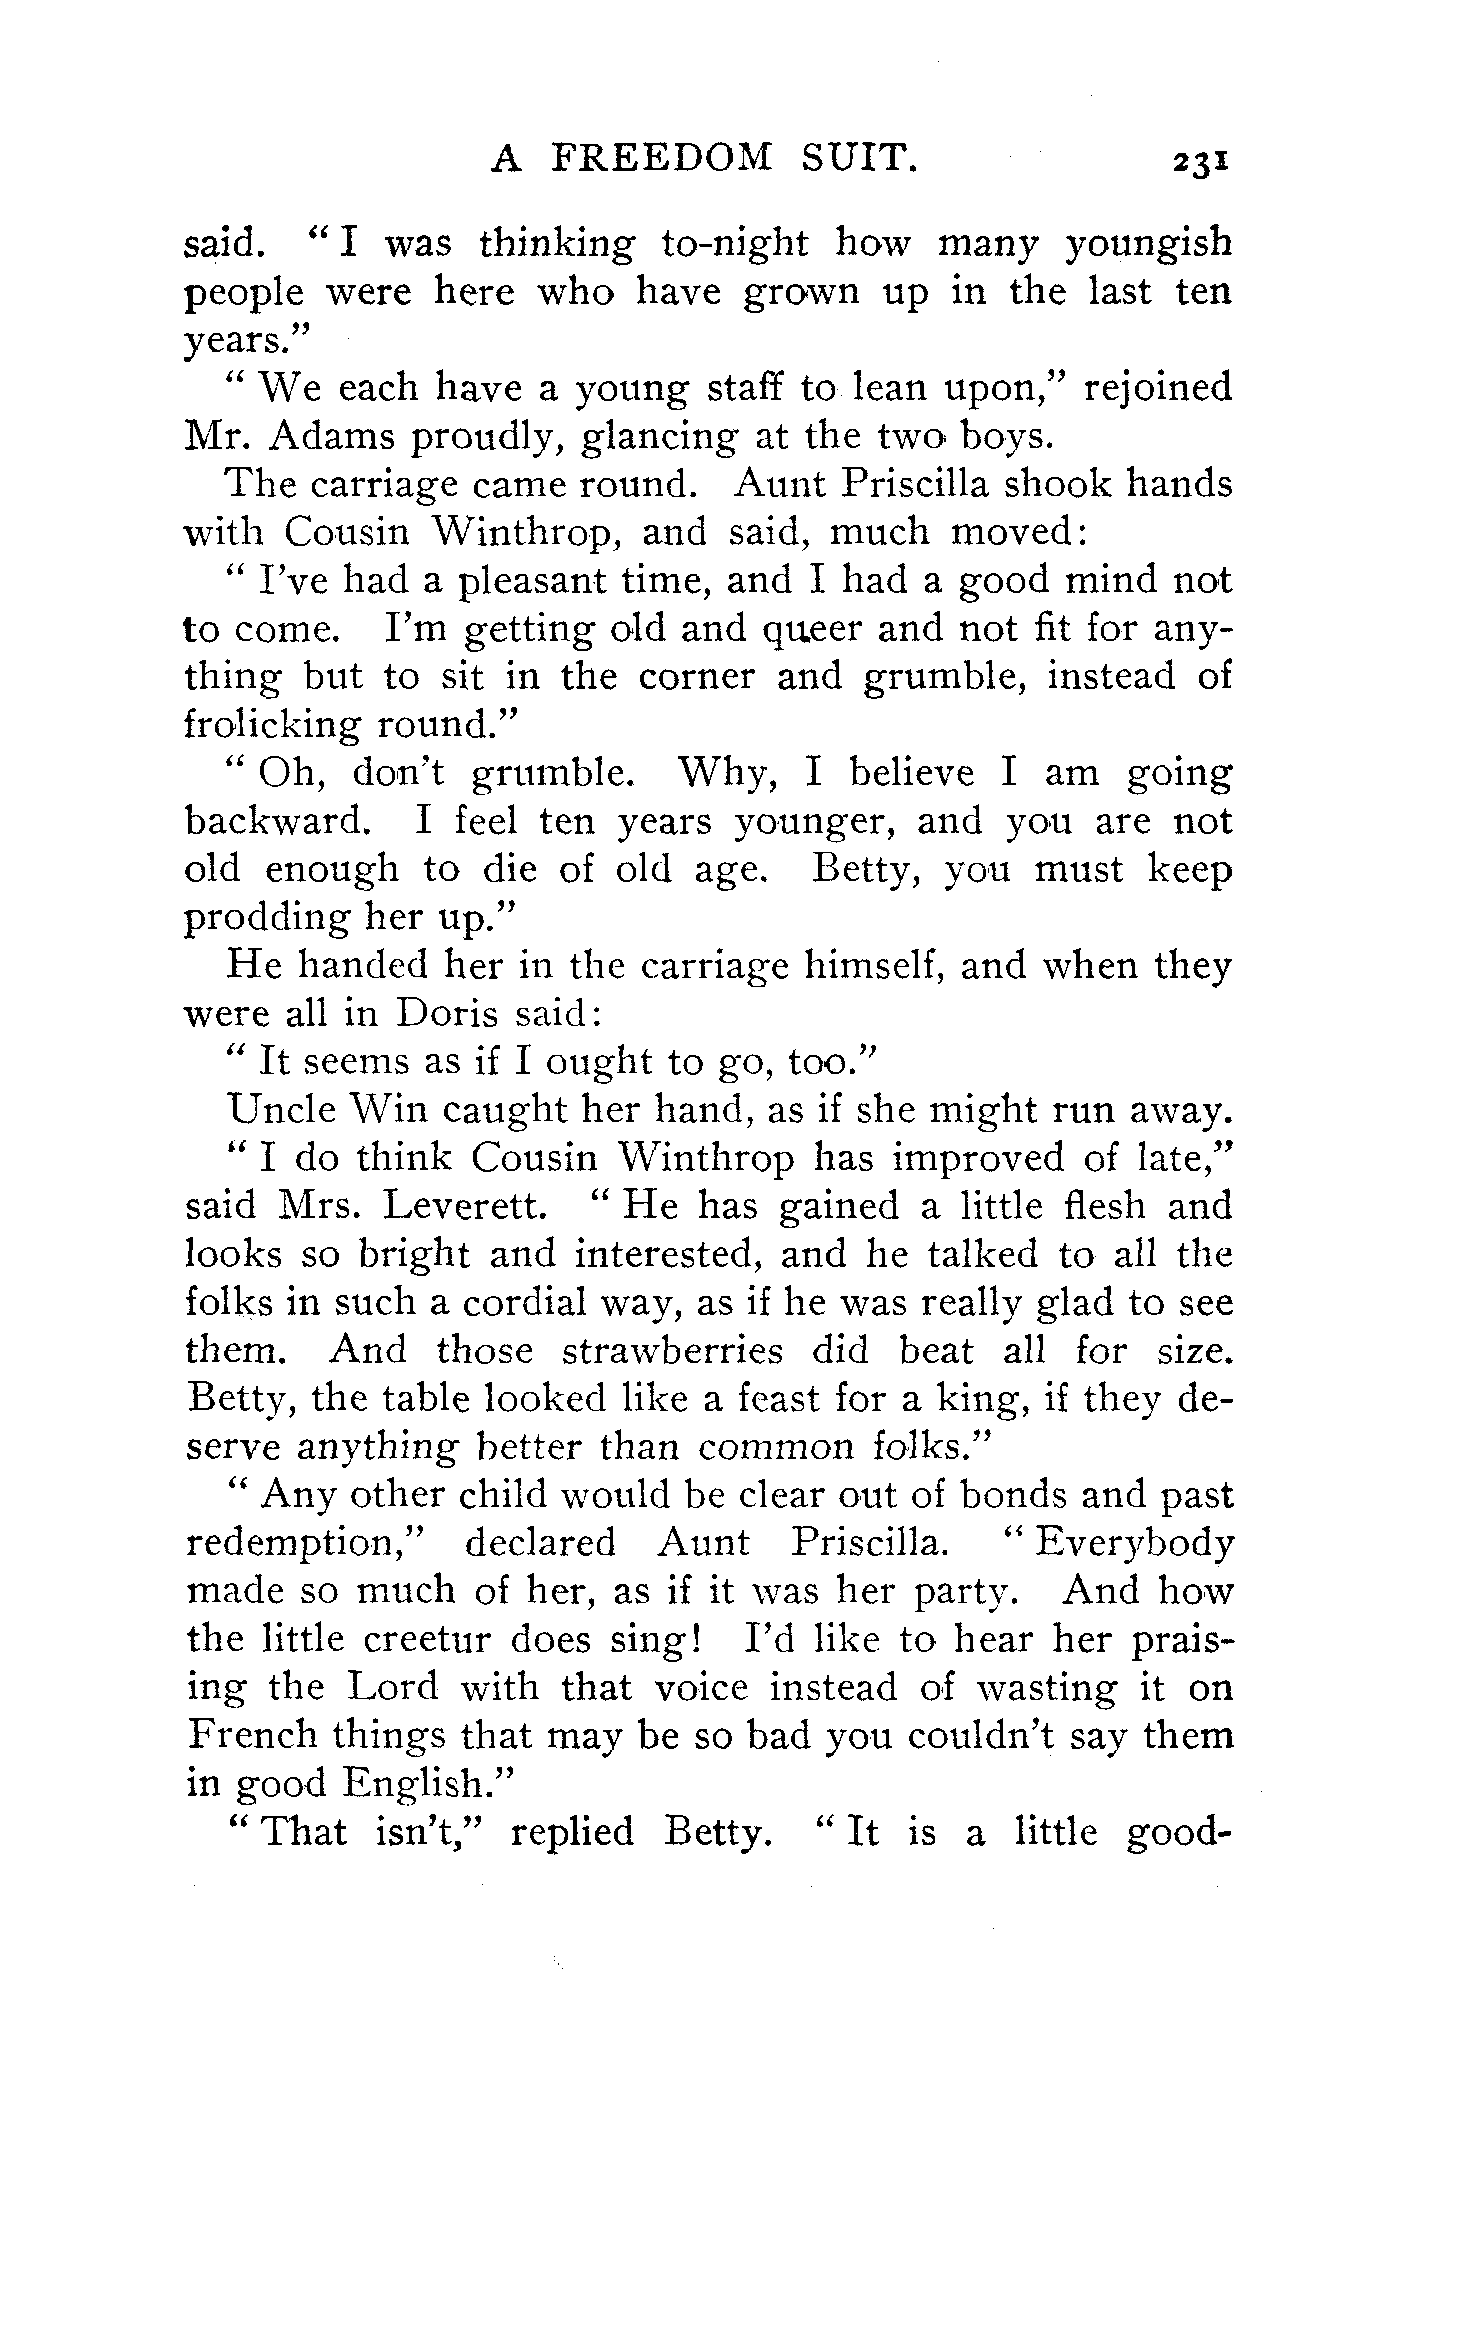 A FREEDOM SUIT. 231
said. " I was thinking to-night how many youngish
people were here who have grown up in the last ten
years."
" We each have a young staff to lean upon," rejoined
Mr. Adams proudly, glancing at the two boys.
The carriage came round. Aunt Priscilla shook hands
with Cousin Winthrop, and said, much moved:
" I've had a pleasant time, and I had a good mind not
to come. I'm getting old and queer and not fit for any-
thing but to sit in the corner and grumble, instead of
frolicking round."
" Oh, don't grumble. Why, I believe I am going
backward. I feel ten years younger, and you are not
old enough to die of old age. Betty, you must keep
prodding her up."
He handed her in the carriage himself, and when they
were all in Doris said:
" It seems as if I ought to go, too."
Uncle Win caught her hand, as if she might run away.
" I do think Cousin Winthrop has improved of late,"
said Mrs. Leverett. " He has gained a little flesh and
looks so bright and interested, and he talked to all the
folks in such a cordial way, as if he was really glad to see
them. And those strawberries did beat all for size.
Betty, the table looked like a feast for a king, if they de-
serve anything better than common folks."
" Any other child would be clear out of bonds and past
redemption," declared Aunt Priscilla. " Everybody
made so much of her, as if it was her party. And how
the little creetur does sing! I'd like to hear her prais-
ing the Lord with that voice instead of wasting it on
French things that may be so bad you couldn't say them
in good English."
" That isn't," replied Betty. " It is a little good-